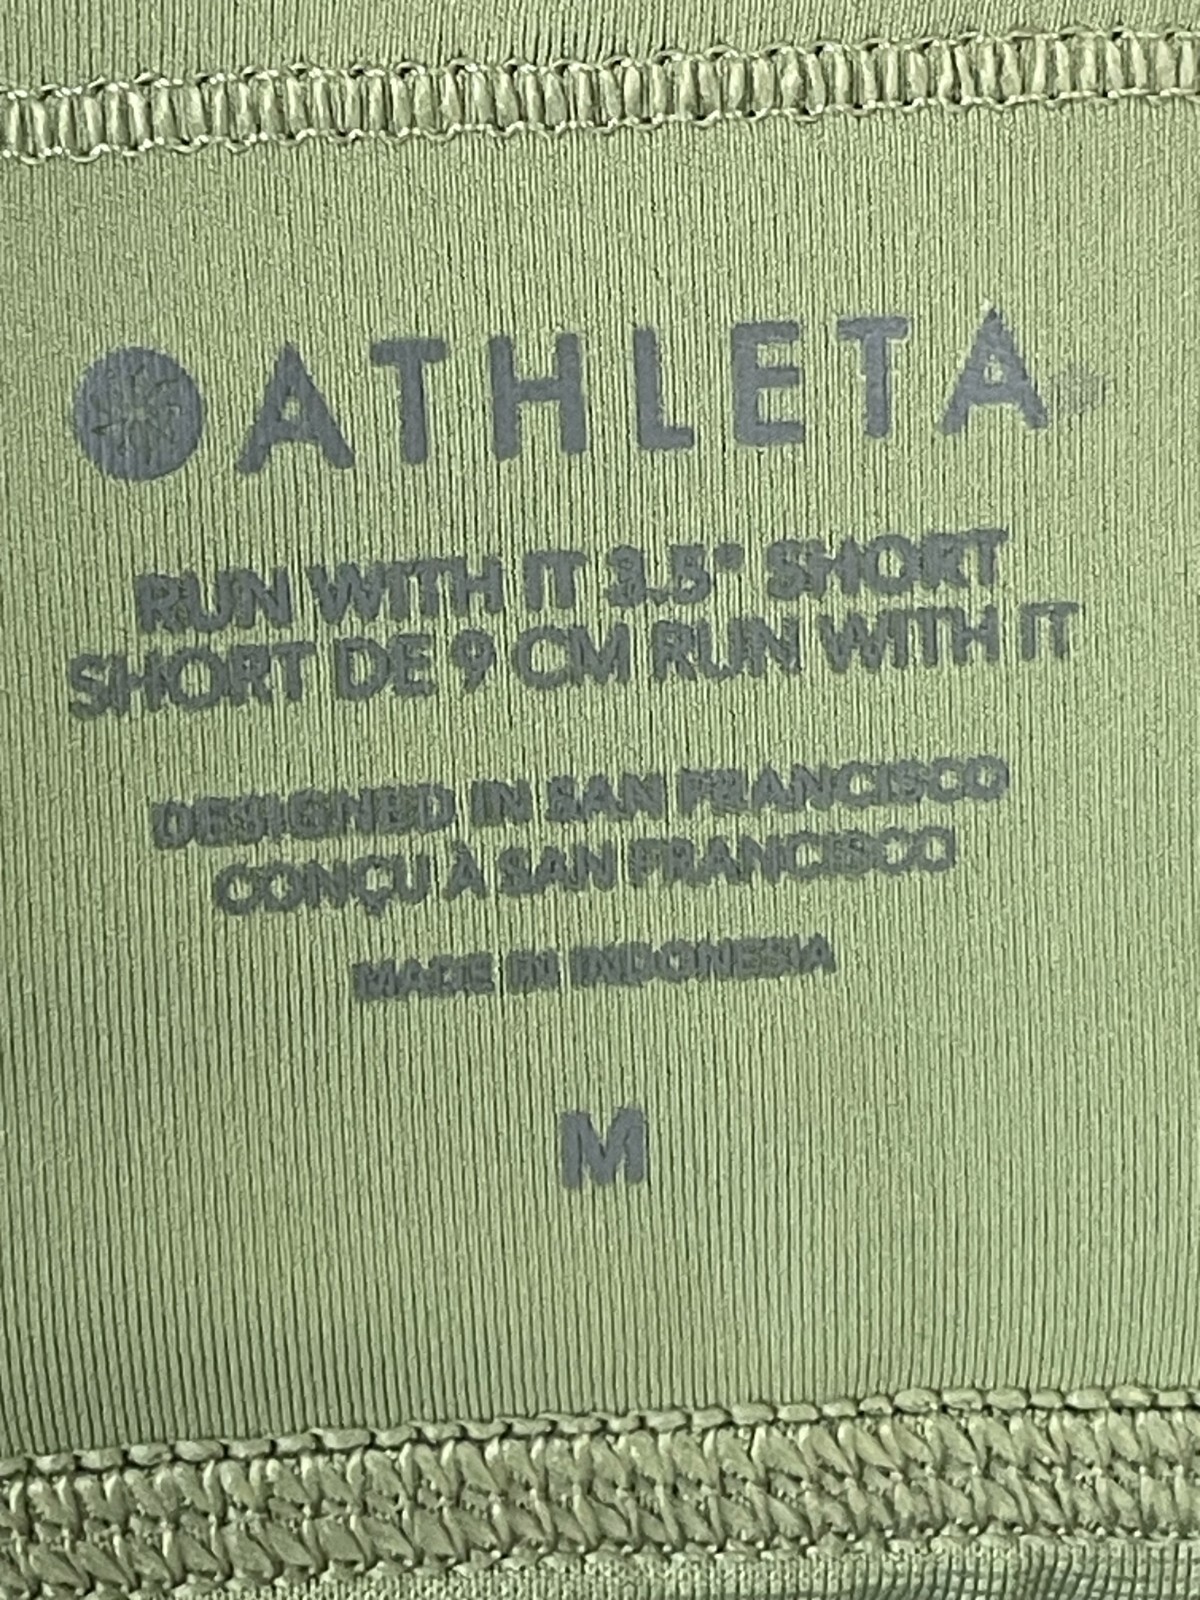 ATHLETA
RUN WITH IT 3.5" SHORT
SHORT DE 9 CM RUN WITH IT
DESIGNED IN SAN FRANCISCO
CONÇU À SAN FRANCISCO
MADE IN INDONESIA
M